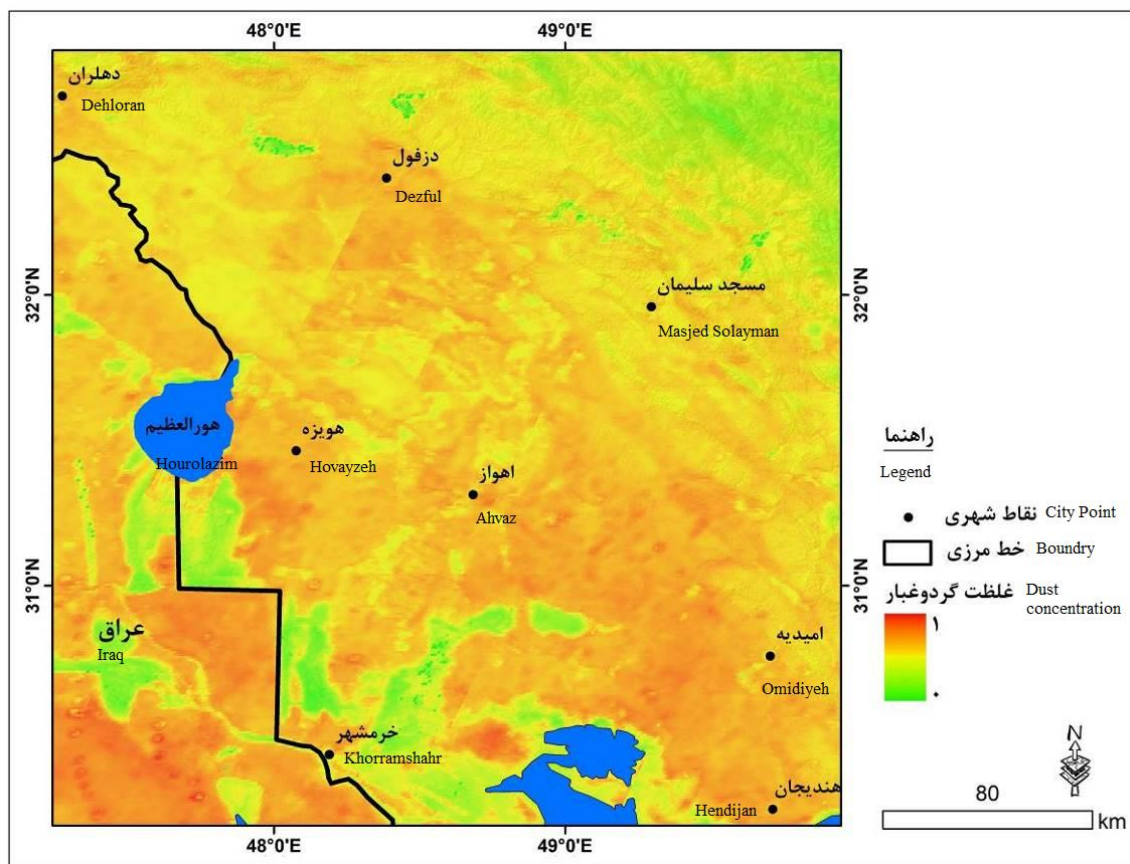 48°0'E
49°0'E
دهلران
Dehloran
دزفول
Dezful
32°0'N
32°0'N
مسجد سلیمان
Masjed Solayman
هورالعظیم
Hourolazim
هویزه
Hovayzeh
اهواز
Ahvaz
31°0'N
31°0'N
عراق
Iraq
امیدیه
Omidiyeh
خرمشهر
Khorramshahr
هندیجان
Hendijan
48°0'E
49°0'E
راهنما
Legend
نقاط شهری City Point
خط مرزی Boundry
غلظت گردوغبار Dust
concentration
۱
۰
N
80
km